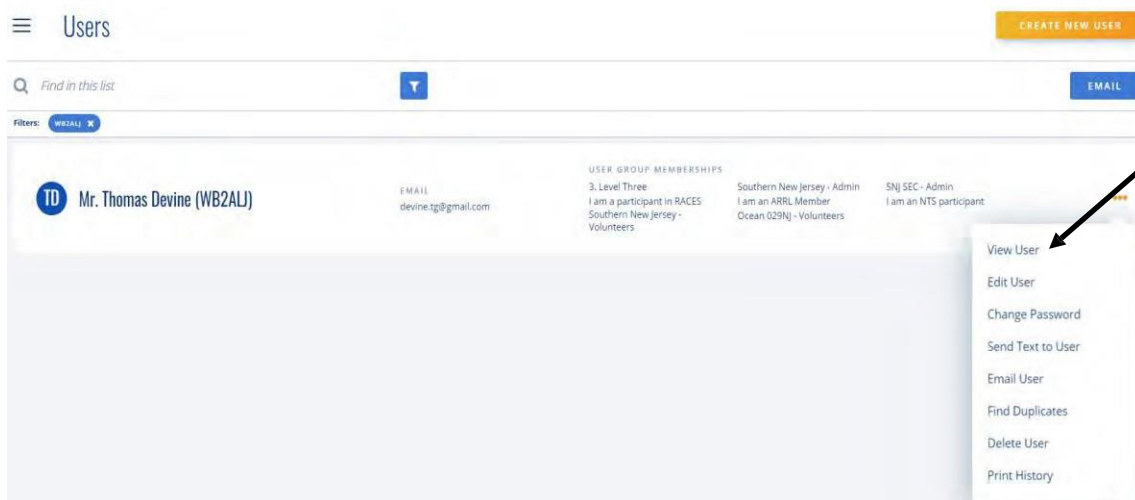 Users
CREATE NEW USER
Find in this list
EMAIL
Filters: WB2ALJ X
TD Mr. Thomas Devine (WB2ALJ)
EMAIL
devine.tg@gmail.com
USER GROUP MEMBERSHIPS
3. Level Three
I am a participant in RACES
Southern New Jersey -
Volunteers
Southern New Jersey - Admin
I am an ARRL Member
Ocean 029NJ - Volunteers
SNJ SEC - Admin
I am an NTS participant
View User
Edit User
Change Password
Send Text to User
Email User
Find Duplicates
Delete User
Print History